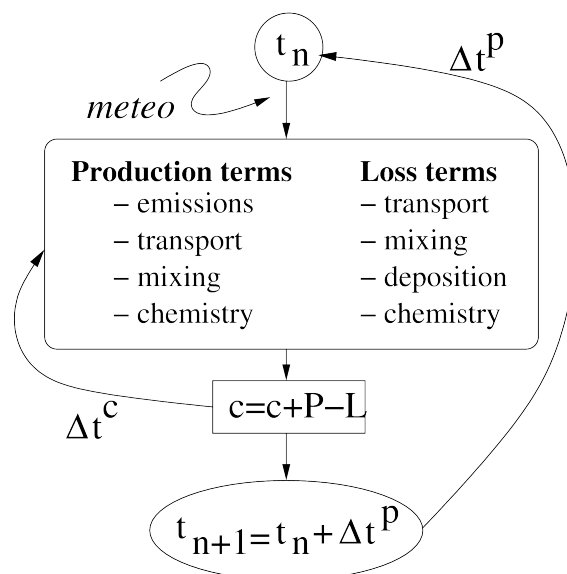 t_n
Δt^p
meteo
Production terms
– emissions
– transport
– mixing
– chemistry
Loss terms
– transport
– mixing
– deposition
– chemistry
c=c+P–L
Δt^c
t_{n+1}=t_n+Δt^p